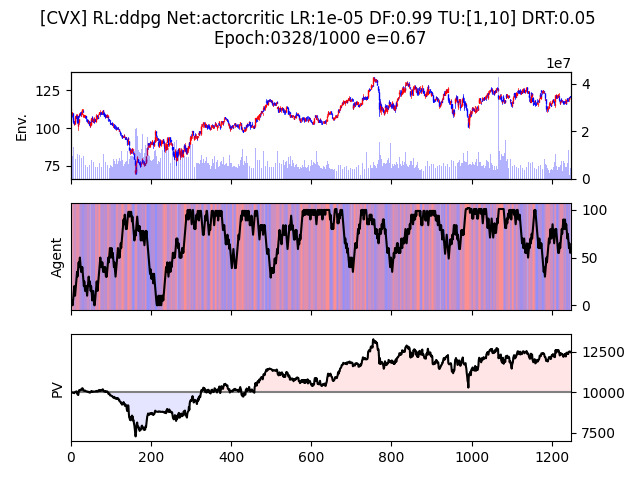 [CVX] RL:ddpg Net:actorcritic LR:1e-05 DF:0.99 TU:[1,10] DRT:0.05
Epoch:0328/1000 e=0.67
1e7
Env.
125
100
75
4
2
0
Agent
100
50
0
PV
12500
10000
7500
0 200 400 600 800 1000 1200